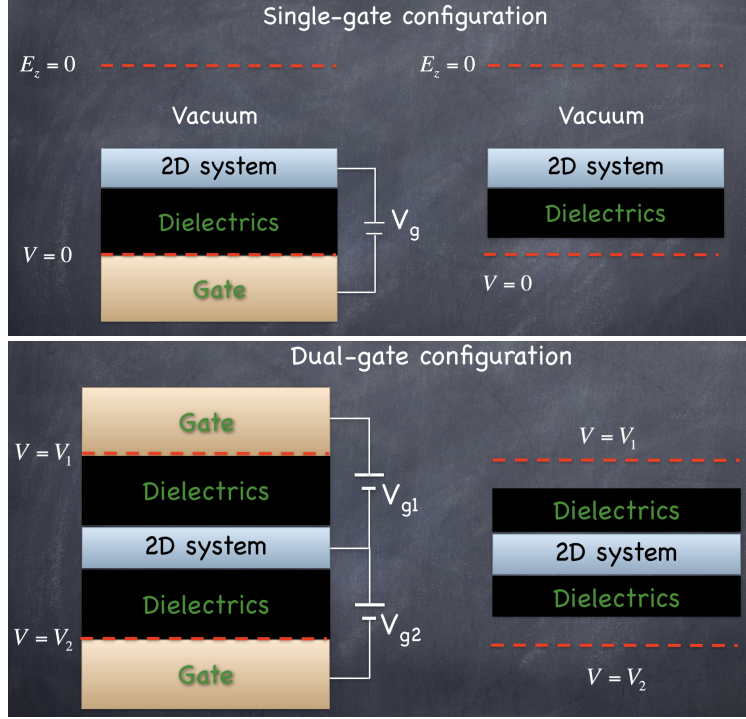 Single-gate configuration
E_z = 0
E_z = 0
Vacuum
Vacuum
2D system
2D system
Dielectrics
Dielectrics
V_g
V = 0
V = 0
Gate
Dual-gate configuration
Gate
V = V_1
V = V_1
Dielectrics
V_g1
Dielectrics
2D system
2D system
Dielectrics
Dielectrics
V_g2
V = V_2
Gate
V = V_2